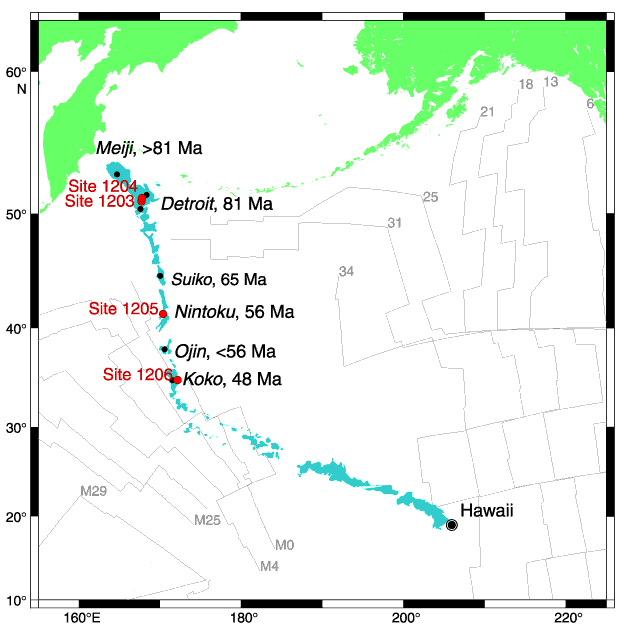 60°
N
18 13
6
21
Meiji, >81 Ma
Site 1204
Site 1203
Detroit, 81 Ma
25
50°
31
34
Suiko, 65 Ma
Site 1205
Nintoku, 56 Ma
40°
Ojin, <56 Ma
Site 1206
Koko, 48 Ma
30°
M29
Hawaii
20°
M25
M0
M4
10°
160°E 180° 200° 220°